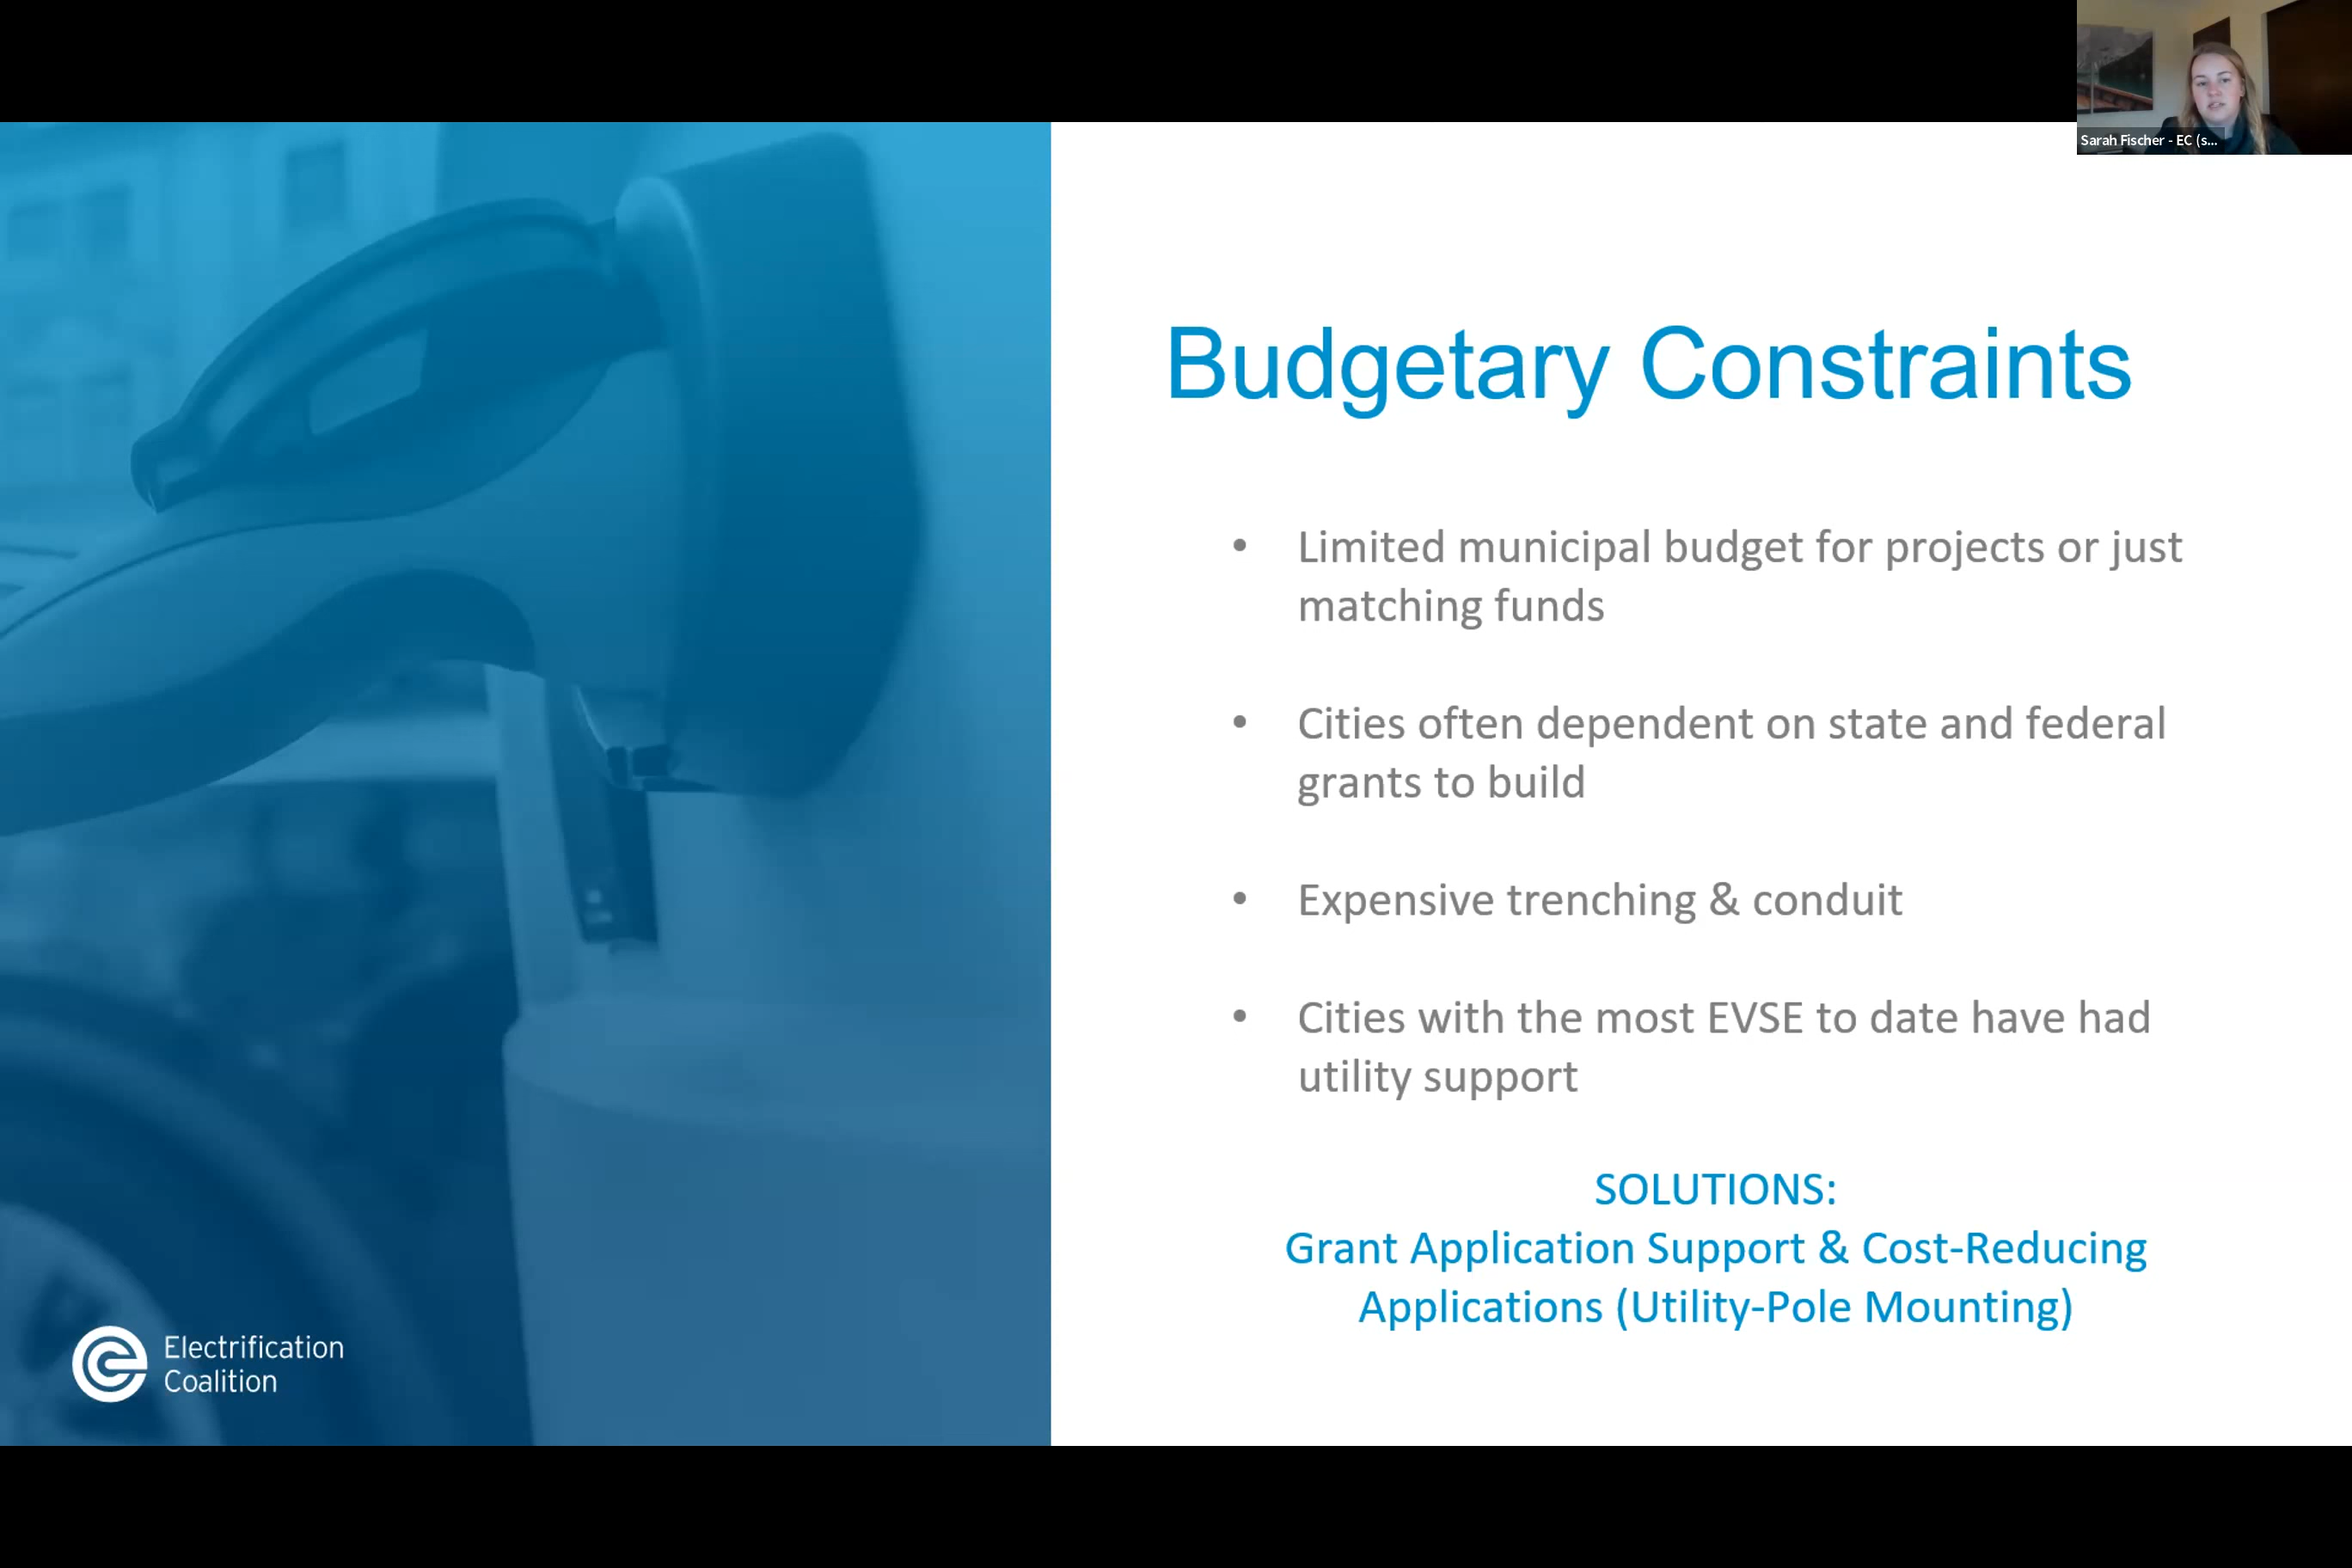 Sarah Fischer - EC (s...
Budgetary Constraints
• Limited municipal budget for projects or just
matching funds
• Cities often dependent on state and federal
grants to build
• Expensive trenching & conduit
• Cities with the most EVSE to date have had
utility support
SOLUTIONS:
Grant Application Support & Cost-Reducing
Applications (Utility-Pole Mounting)
Electrification
Coalition